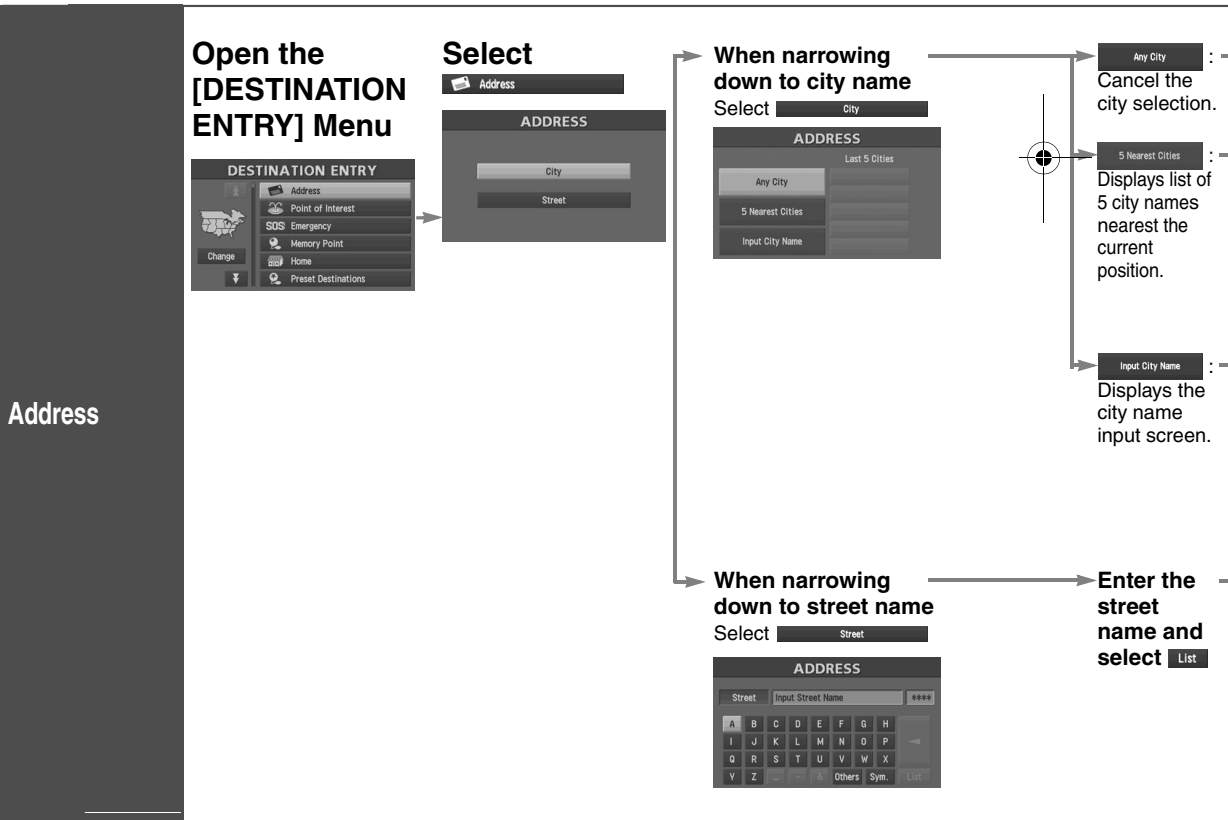 Address
Open the
[DESTINATION
ENTRY] Menu
DESTINATION ENTRY
Address
Point of Interest
SOS Emergency
Memory Point
Home
Preset Destinations
Change
Select
Address
ADDRESS
City
Street
When narrowing
down to city name
Select City
ADDRESS
Last 5 Cities
Any City
5 Nearest Cities
Input City Name
Any City :
Cancel the
city selection.
5 Nearest Cities :
Displays list of
5 city names
nearest the
current
position.
Input City Name :
Displays the
city name
input screen.
When narrowing
down to street name
Select Street
ADDRESS
Street Input Street Name ****
A B C D E F G H
I J K L M N O P
Q R S T U V W X
Y Z _ - & Others Sym. List
Enter the
street
name and
select List